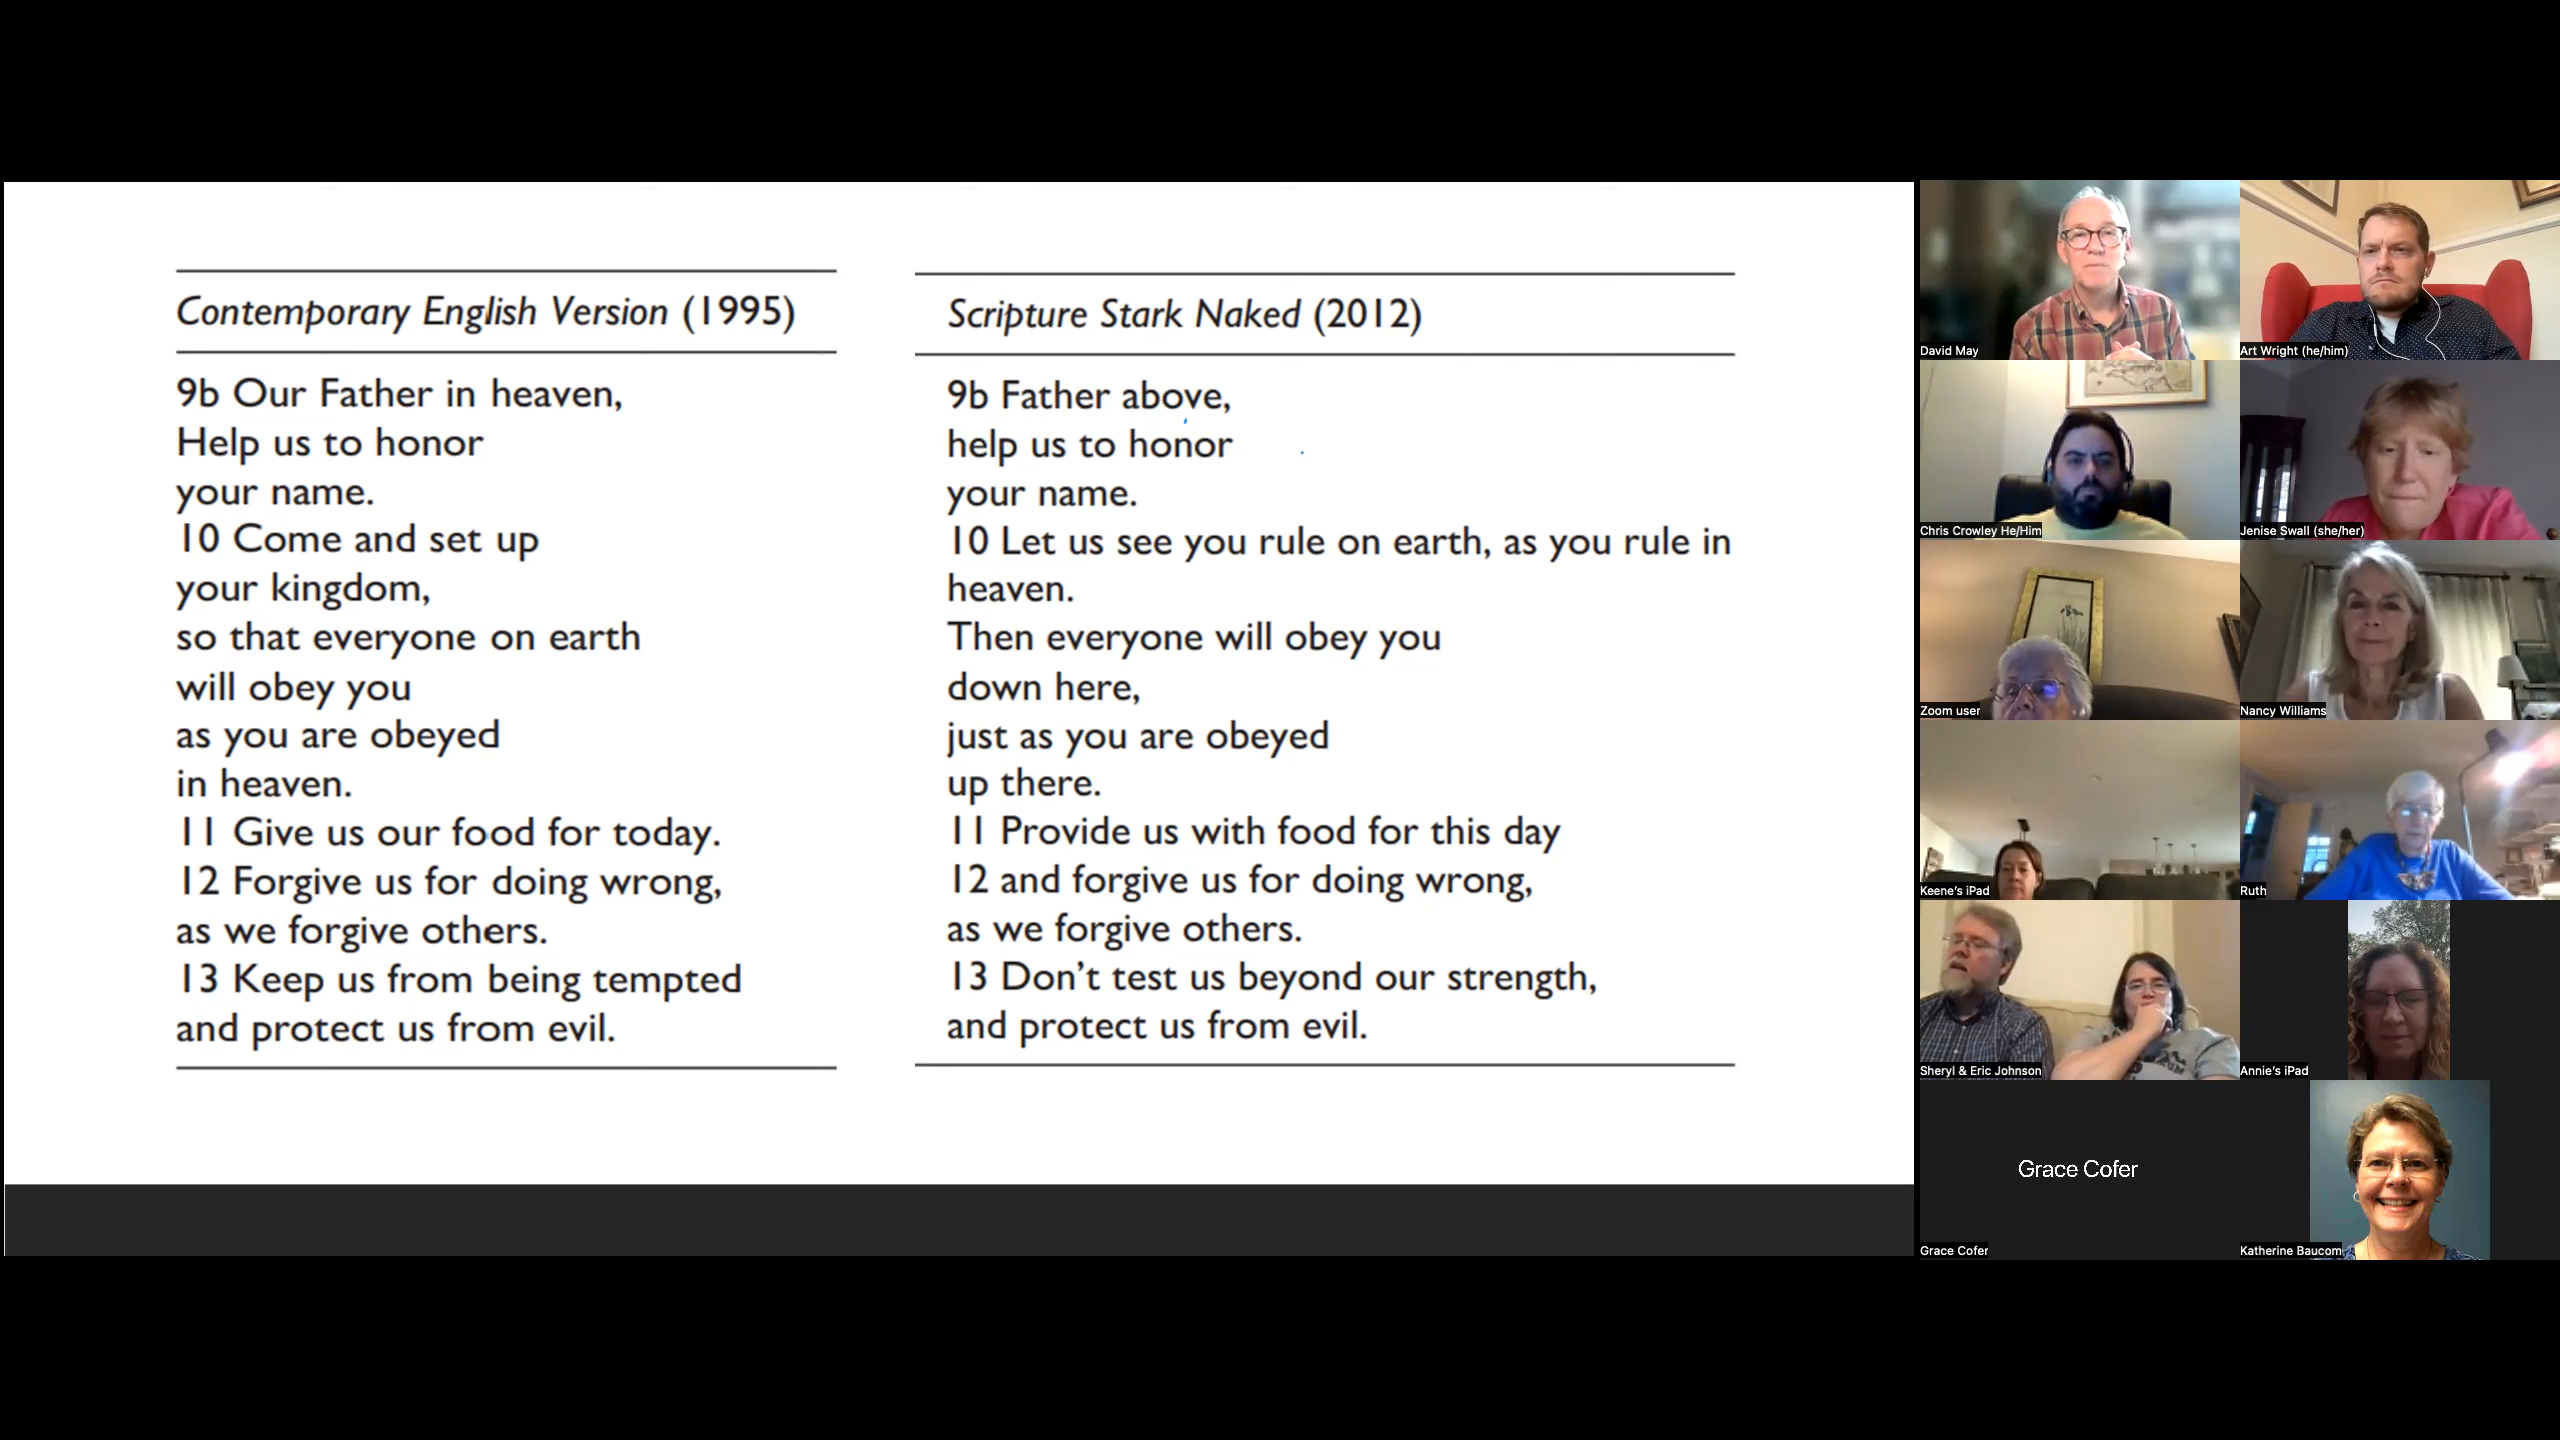 Contemporary English Version (1995)
9b Our Father in heaven,
Help us to honor
your name.
10 Come and set up
your kingdom,
so that everyone on earth
will obey you
as you are obeyed
in heaven.
11 Give us our food for today.
12 Forgive us for doing wrong,
as we forgive others.
13 Keep us from being tempted
and protect us from evil.
Scripture Stark Naked (2012)
9b Father above,
help us to honor
your name.
10 Let us see you rule on earth, as you rule in
heaven.
Then everyone will obey you
down here,
just as you are obeyed
up there.
11 Provide us with food for this day
12 and forgive us for doing wrong,
as we forgive others.
13 Don't test us beyond our strength,
and protect us from evil.
David May
Art Wright (he/him)
Chris Crowley He/Him
Jenise Swall (she/her)
Zoom user
Nancy Williams
Keene's iPad
Ruth
Sheryl & Eric Johnson
Annie's iPad
Grace Cofer
Grace Cofer
Katherine Baucom